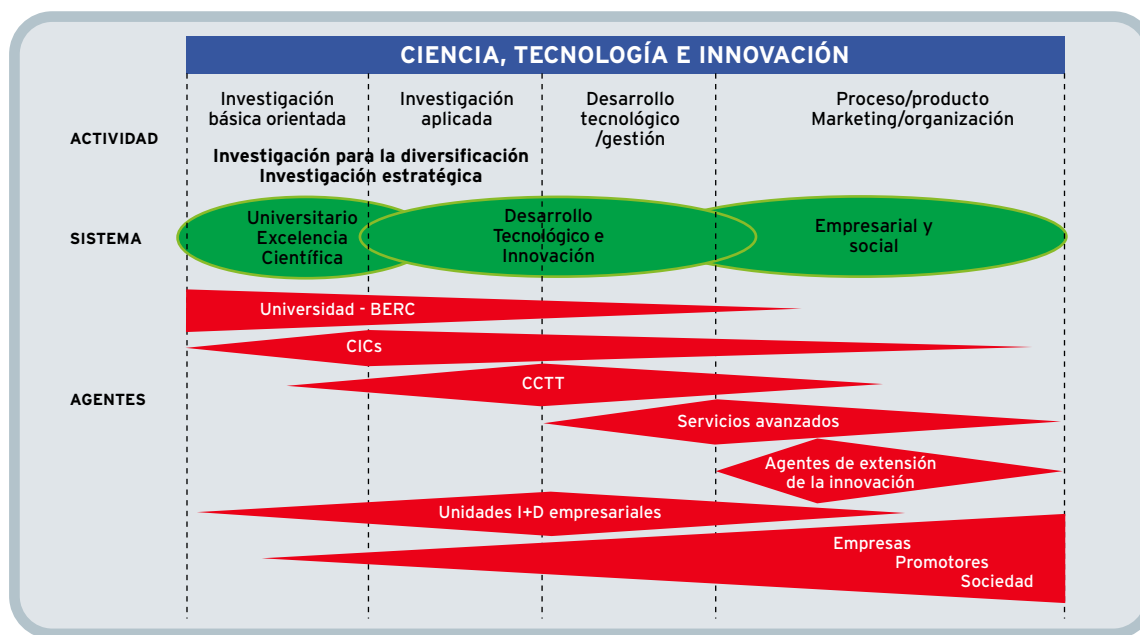 CIENCIA, TECNOLOGÍA E INNOVACIÓN
ACTIVIDAD
Investigación
básica orientada
Investigación
aplicada
Desarrollo
tecnológico
/gestión
Proceso/producto
Marketing/organización
Investigación para la diversificación
Investigación estratégica
SISTEMA
Universitario
Excelencia
Científica
Desarrollo
Tecnológico e
Innovación
Empresarial y
social
AGENTES
Universidad - BERC
CICs
CCTT
Servicios avanzados
Agentes de extensión
de la innovación
Unidades I+D empresariales
Empresas
Promotores
Sociedad